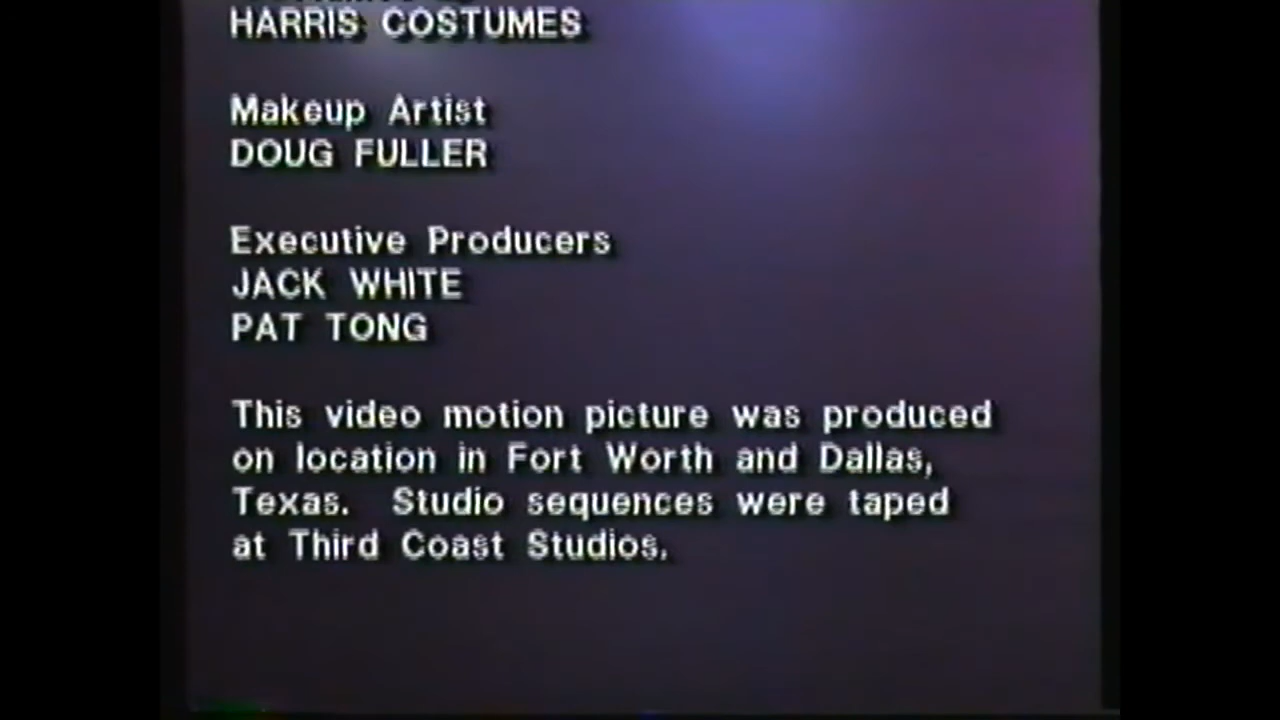 HARRIS COSTUMES
Makeup Artist
DOUG FULLER
Executive Producers
JACK WHITE
PAT TONG
This video motion picture was produced
on location in Fort Worth and Dallas,
Texas. Studio sequences were taped
at Third Coast Studios.